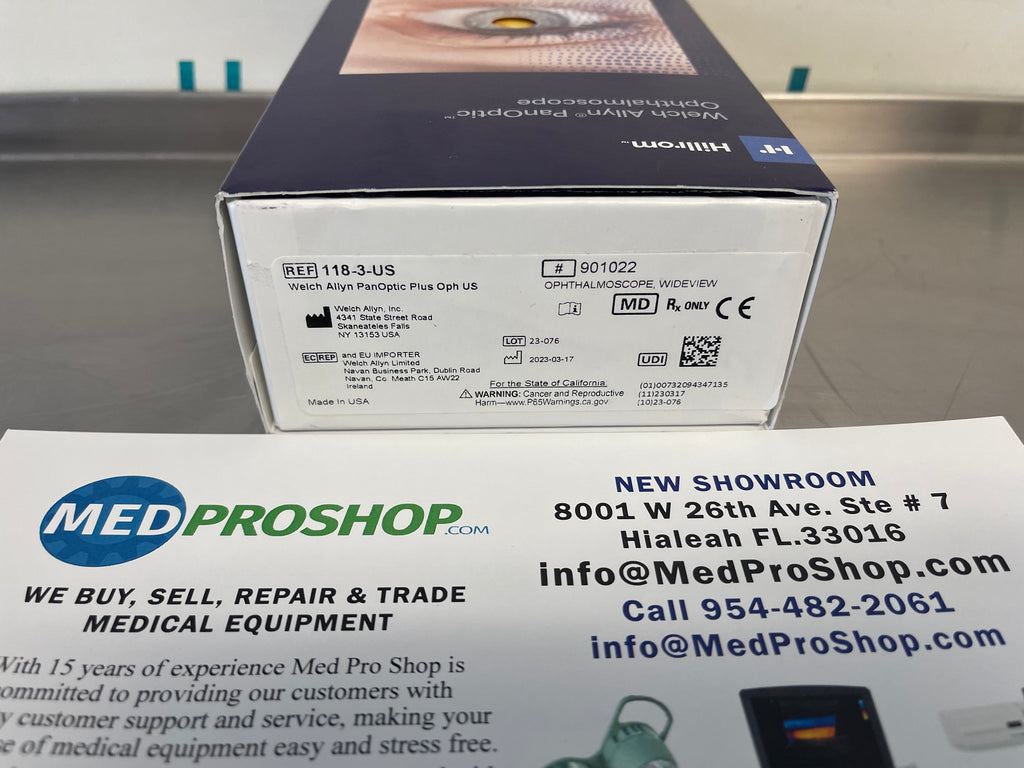 Welch Allyn® PanOptic™
Ophthalmoscope
Hillrom™
REF 118-3-US
Welch Allyn PanOptic Plus Oph US
# 901022
OPHTHALMOSCOPE, WIDEVIEW
MD Rx ONLY CE
Welch Allyn, Inc.
4341 State Street Road
Skaneateles Falls
NY 13153 USA
EC REP and EU IMPORTER
Welch Allyn Limited
Navan Business Park, Dublin Road
Navan, Co. Meath C15 AW22
Ireland
Made in USA
LOT 23-076
2023-03-17
UDI
For the State of California
WARNING: Cancer and Reproductive
Harm—www.P65Warnings.ca.gov
(01)00732094347135
(11)230317
(10)23-076
MEDPROSHOP.COM
WE BUY, SELL, REPAIR & TRADE
MEDICAL EQUIPMENT
With 15 years of experience Med Pro Shop is
committed to providing our customers with
customer support and service, making your
of medical equipment easy and stress free.
NEW SHOWROOM
8001 W 26th Ave. Ste # 7
Hialeah FL.33016
info@MedProShop.com
Call 954-482-2061
info@MedProShop.com